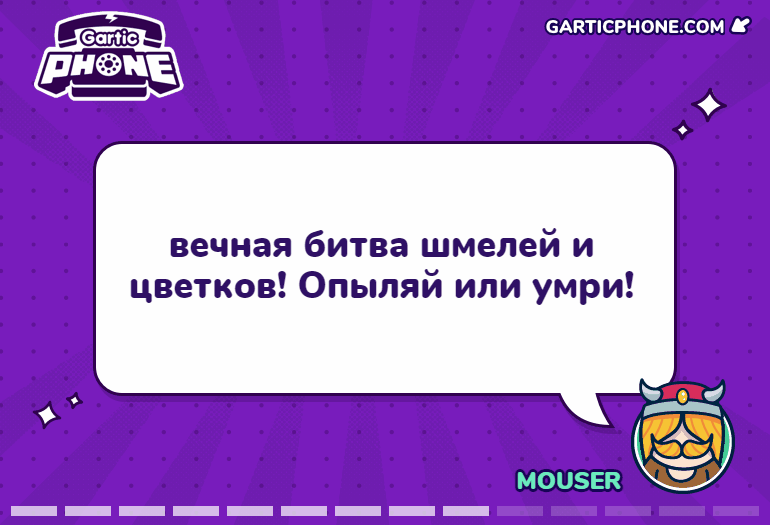 Gartic
PHONE
GARTICPHONE.COM
вечная битва шмелей и
цветков! Опыляй или умри!
MOUSER